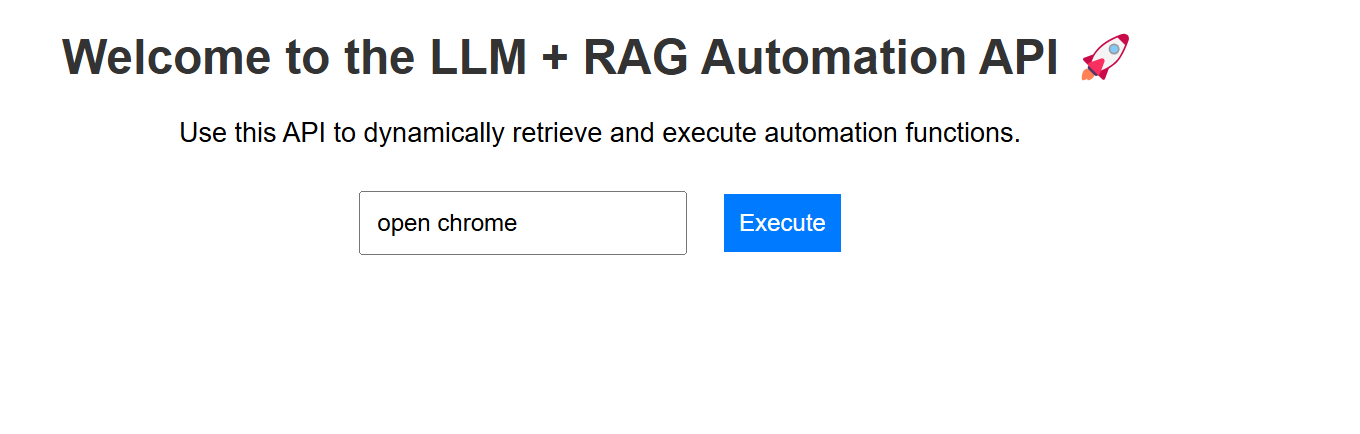 Welcome to the LLM + RAG Automation API 🚀
Use this API to dynamically retrieve and execute automation functions.
open chrome Execute